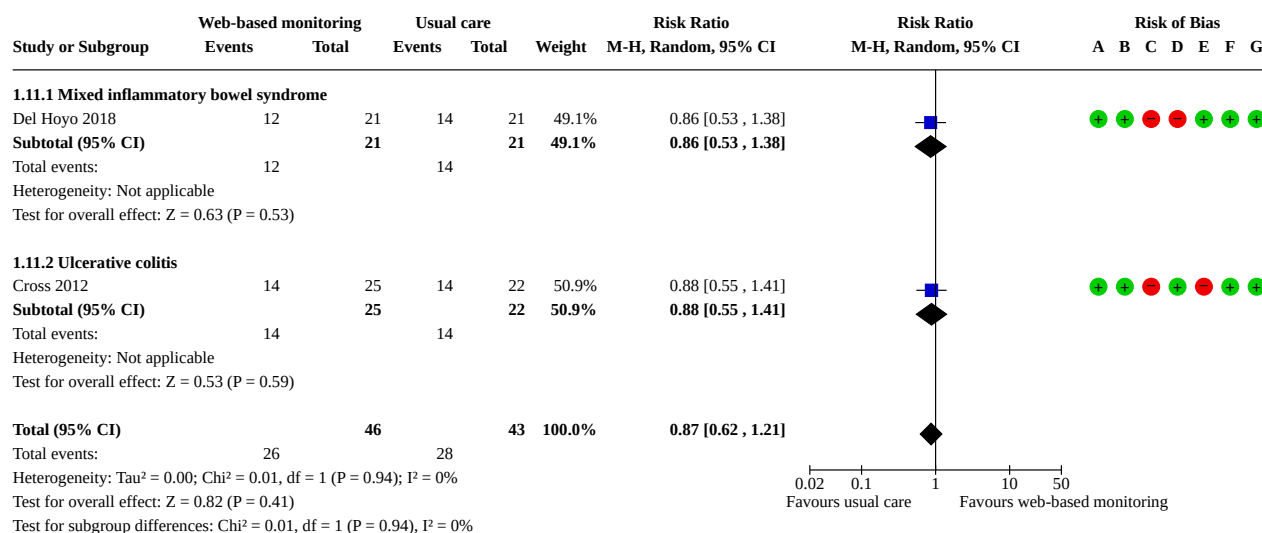 Web-based monitoring Usual care Risk Ratio Risk Ratio Risk of Bias
Study or Subgroup Events Total Events Total Weight M-H, Random, 95% CI M-H, Random, 95% CI A B C D E F G
1.11.1 Mixed inflammatory bowel syndrome
Del Hoyo 2018 12 21 14 21 49.1% 0.86 [0.53 , 1.38] + + − − + + +
Subtotal (95% CI) 21 21 49.1% 0.86 [0.53 , 1.38]
Total events: 12 14
Heterogeneity: Not applicable
Test for overall effect: Z = 0.63 (P = 0.53)
1.11.2 Ulcerative colitis
Cross 2012 14 25 14 22 50.9% 0.88 [0.55 , 1.41] + + − + − + +
Subtotal (95% CI) 25 22 50.9% 0.88 [0.55 , 1.41]
Total events: 14 14
Heterogeneity: Not applicable
Test for overall effect: Z = 0.53 (P = 0.59)
Total (95% CI) 46 43 100.0% 0.87 [0.62 , 1.21]
Total events: 26 28
Heterogeneity: Tau² = 0.00; Chi² = 0.01, df = 1 (P = 0.94); I² = 0%
0.02 0.1 1 10 50
Test for overall effect: Z = 0.82 (P = 0.41) Favours usual care Favours web-based monitoring
Test for subgroup differences: Chi² = 0.01, df = 1 (P = 0.94), I² = 0%